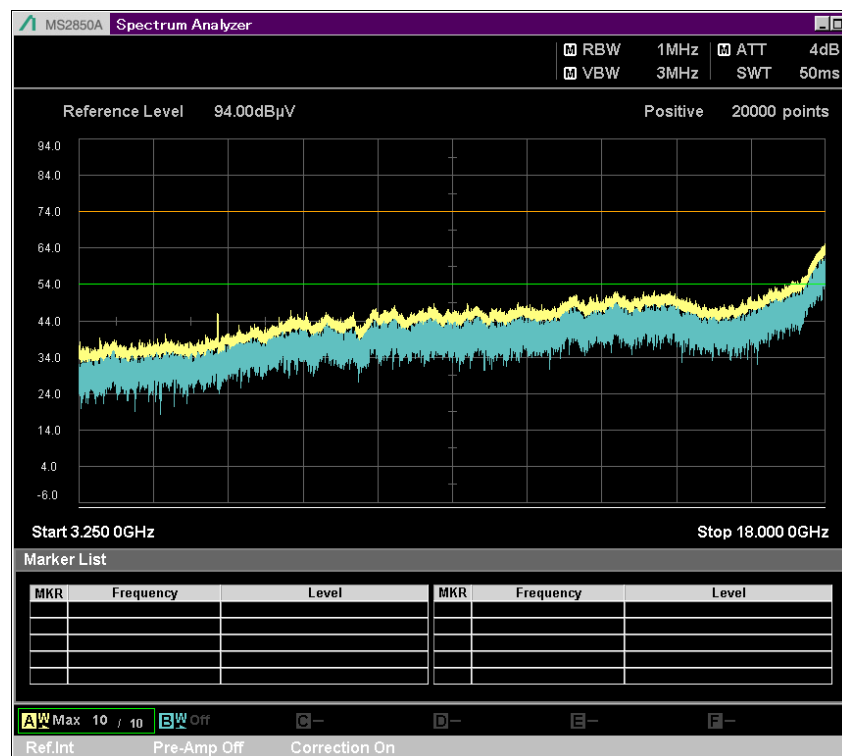 MS2850A Spectrum Analyzer
M RBW 1MHz M ATT 4dB
M VBW 3MHz SWT 50ms
Reference Level 94.00dBµV Positive 20000 points
94.0
84.0
74.0
64.0
54.0
44.0
34.0
24.0
14.0
4.0
-6.0
Start 3.250 0GHz Stop 18.000 0GHz
Marker List
MKR Frequency Level MKR Frequency Level
A W Max 10 / 10 B W Off C – D – E – F –
Ref.Int Pre-Amp Off Correction On